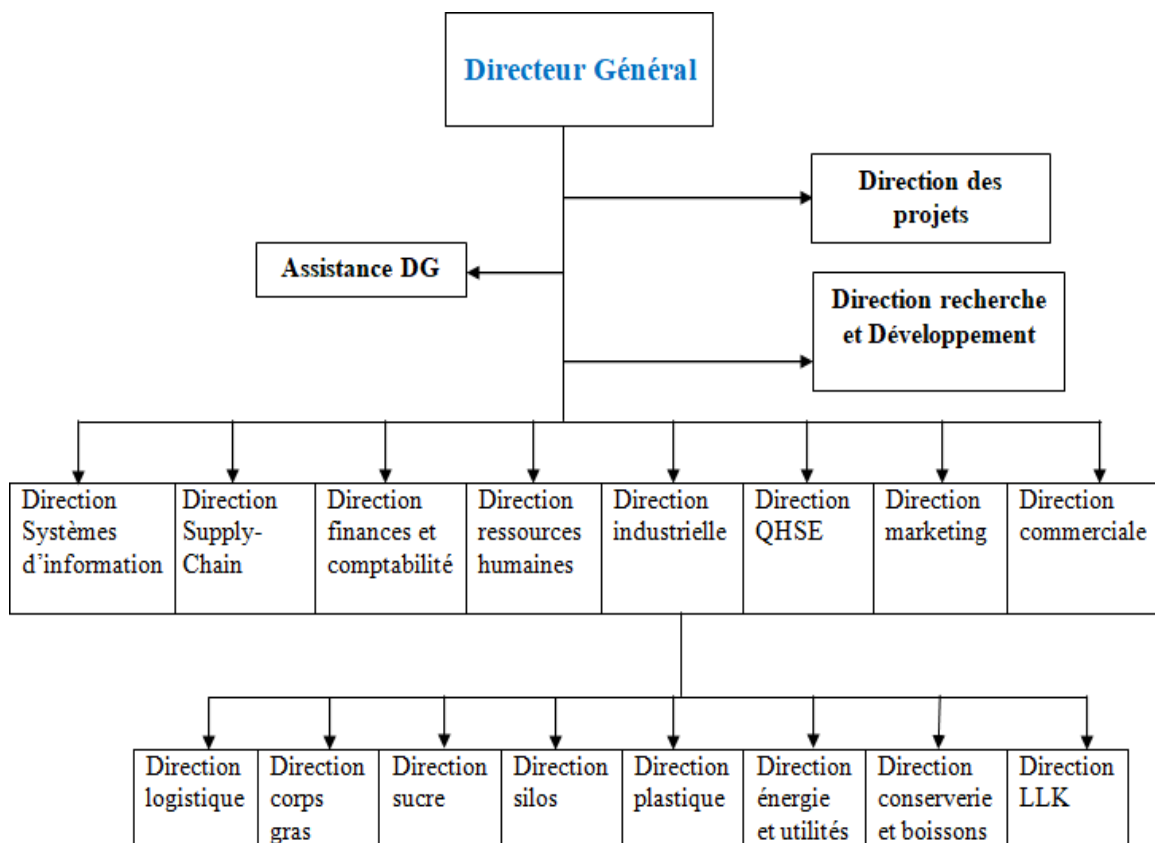 Directeur Général
Direction des
projets
Assistance DG
Direction recherche
et Développement
Direction
Systèmes
d’information
Direction
Supply-
Chain
Direction
finances et
comptabilité
Direction
ressources
humaines
Direction
industrielle
Direction
QHSE
Direction
marketing
Direction
commerciale
Direction
logistique
Direction
corps
gras
Direction
sucre
Direction
silos
Direction
plastique
Direction
énergie
et utilités
Direction
conserverie
et boissons
Direction
LLK